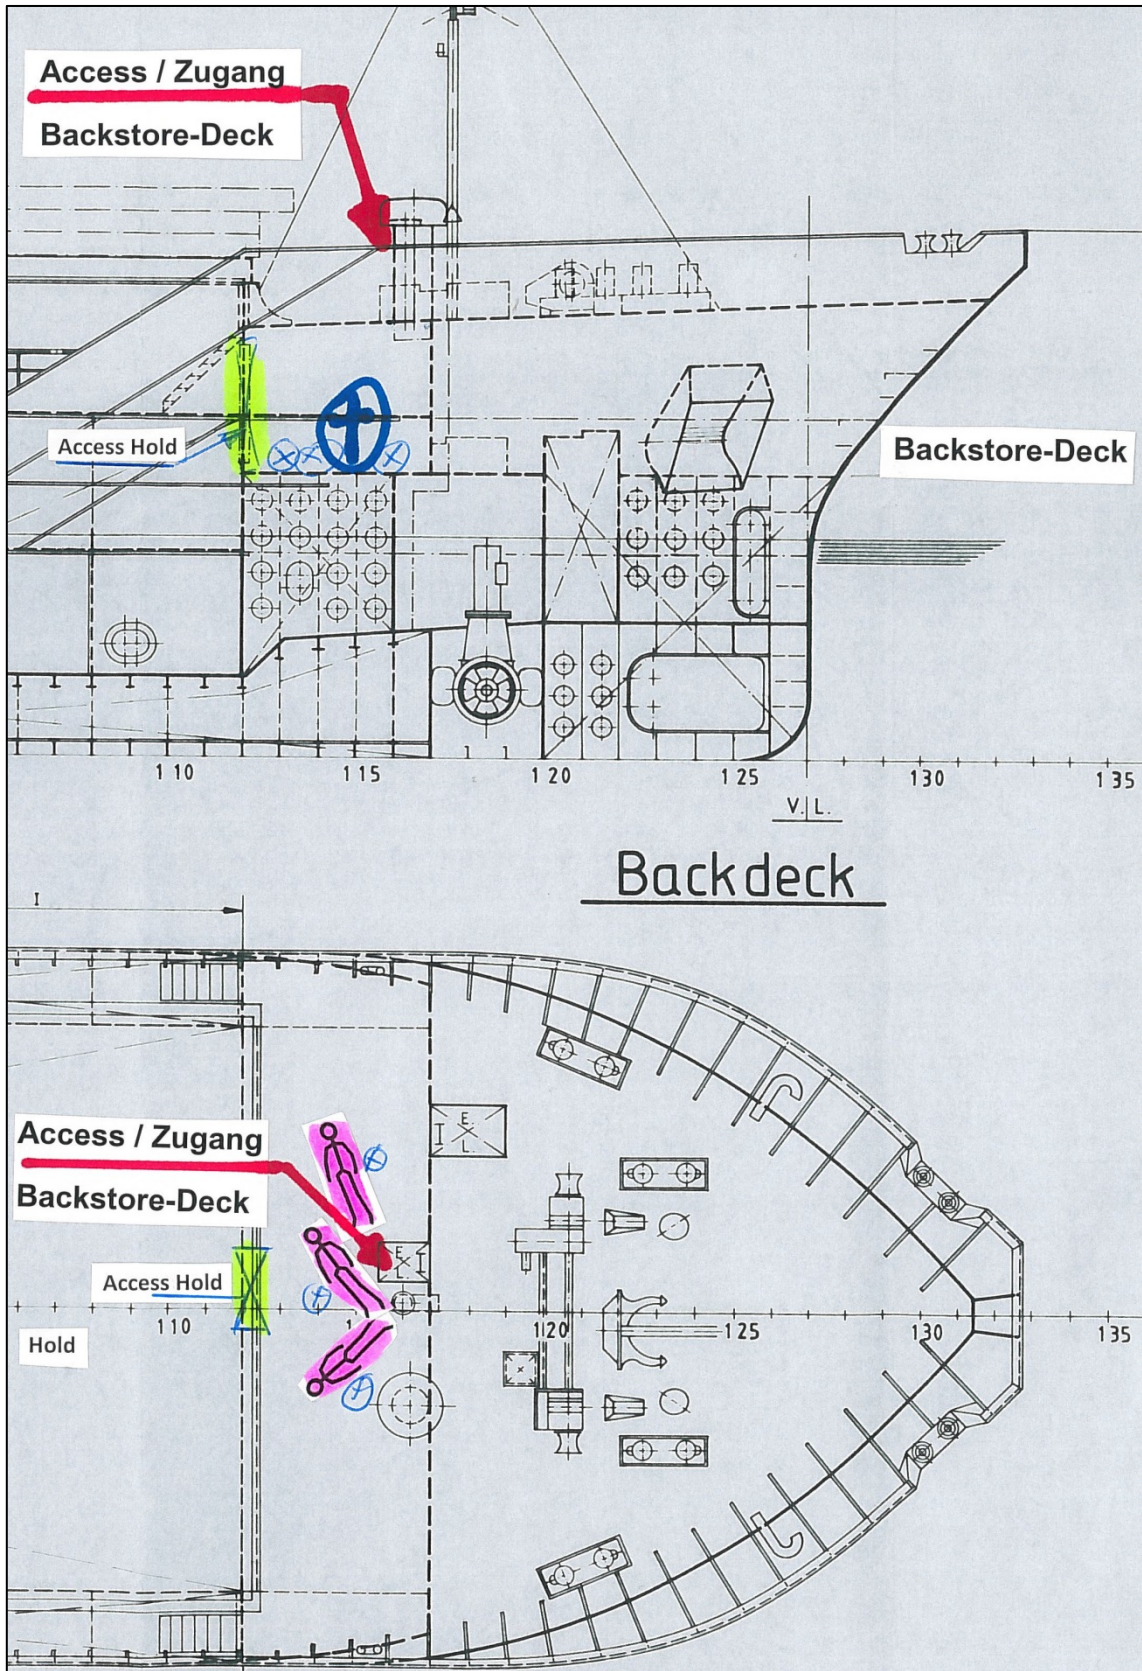 Access / Zugang
Backstore-Deck
Access Hold
Backstore-Deck
110 115 120 125 130 135
V.L.
Backdeck
I
E.
L.
Access / Zugang
Backstore-Deck
E.
L.
Access Hold
110 120 125 130 135
Hold